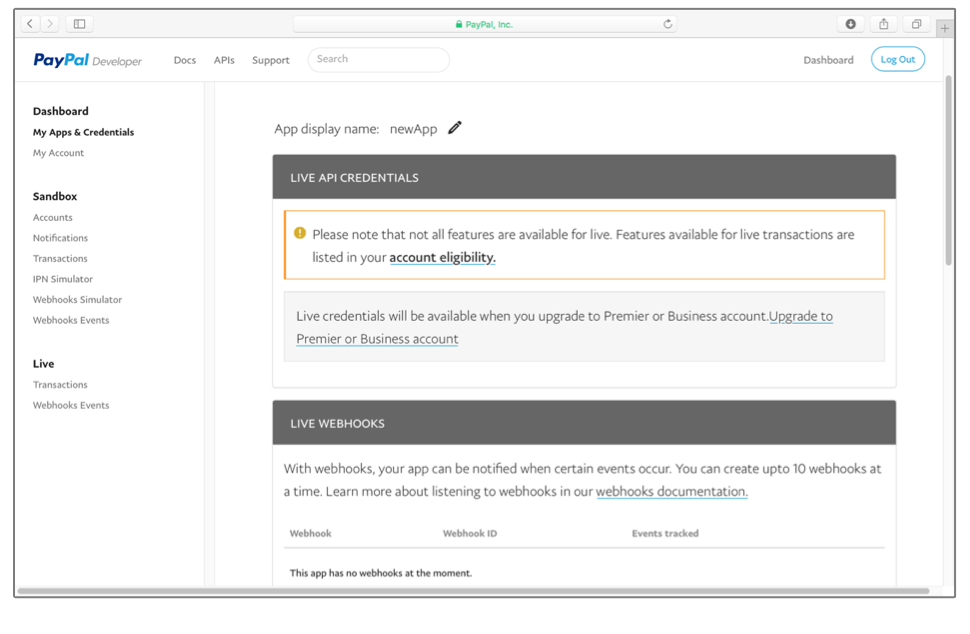 PayPal, Inc.
PayPal Developer
Docs
APIs
Support
Search
Dashboard
Log Out
Dashboard
My Apps & Credentials
My Account
Sandbox
Accounts
Notifications
Transactions
IPN Simulator
Webhooks Simulator
Webhooks Events
Live
Transactions
Webhooks Events
App display name: newApp
LIVE API CREDENTIALS
Please note that not all features are available for live. Features available for live transactions are
listed in your account eligibility.
Live credentials will be available when you upgrade to Premier or Business account.Upgrade to
Premier or Business account
LIVE WEBHOOKS
With webhooks, your app can be notified when certain events occur. You can create upto 10 webhooks at
a time. Learn more about listening to webhooks in our webhooks documentation.
Webhook
Webhook ID
Events tracked
This app has no webhooks at the moment.